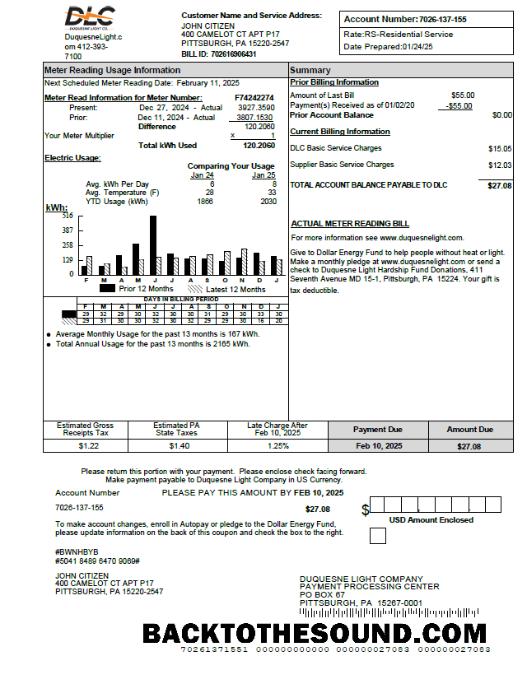 DLC
DUQUESNE LIGHT CO.
DuquesneLight.c
om 412-393-
7100
Customer Name and Service Address:
JOHN CITIZEN
400 CAMELOT CT APT P17
PITTSBURGH, PA 15220-2547
BILL ID: 702616906431
Account Number: 7026-137-155
Rate:RS-Residential Service
Date Prepared:01/24/25
Meter Reading Usage Information
Next Scheduled Meter Reading Date: February 11, 2025
Meter Read Information for Meter Number: F74242274
Present: Dec 27, 2024 - Actual 3927.3590
Prior: Dec 11, 2024 - Actual 3807.1530
Difference 120.2060
Your Meter Multiplier x 1
Total kWh Used 120.2060
Electric Usage:
Comparing Your Usage
Jan 24 Jan 25
Avg. kWh Per Day 6 8
Avg. Temperature (F) 28 33
YTD Usage (kWh) 1866 2030
kWh:
516
387
258
129
0
F M A M J J A S O N D J
Prior 12 Months Latest 12 Months
DAYS IN BILLING PERIOD
F M A M J J A S O N D J
29 32 29 30 32 30 30 31 29 30 33 30
29 31 30 30 32 30 30 30 30 30 16 20
• Average Monthly Usage for the past 13 months is 167 kWh.
• Total Annual Usage for the past 13 months is 2165 kWh.
Summary
Prior Billing Information
Amount of Last Bill $55.00
Payment(s) Received as of 01/02/20 -$55.00
Prior Account Balance $0.00
Current Billing Information
DLC Basic Service Charges $15.05
Supplier Basic Service Charges $12.03
TOTAL ACCOUNT BALANCE PAYABLE TO DLC $27.08
ACTUAL METER READING BILL
For more information see www.duquesnelight.com.
Give to Dollar Energy Fund to help people without heat or light.
Make a monthly pledge at www.duquesnelight.com or send a
check to Duquesne Light Hardship Fund Donations, 411
Seventh Avenue MD 15-1, Pittsburgh, PA 15224. Your gift is
tax deductible.
Estimated Gross
Receipts Tax
Estimated PA
State Taxes
Late Charge After
Feb 10, 2025
Payment Due
Amount Due
$1.22 $1.40 1.25% Feb 10, 2025 $27.08
Please return this portion with your payment. Please enclose check facing forward.
Make payment payable to Duquesne Light Company in US Currency.
Account Number PLEASE PAY THIS AMOUNT BY FEB 10, 2025
7026-137-155 $27.08 $
USD Amount Enclosed
To make account changes, enroll in Autopay or pledge to the Dollar Energy Fund,
please update information on the back of this coupon and check the box to the right.
#BWNHBYB
#5041 8489 6470 9069#
JOHN CITIZEN
400 CAMELOT CT APT P17
PITTSBURGH, PA 15220-2547
DUQUESNE LIGHT COMPANY
PAYMENT PROCESSING CENTER
PO BOX 67
PITTSBURGH, PA 15267-0001
BACKTOTHESOUND.COM
70261371551 000000000000 000000027083 000000027083